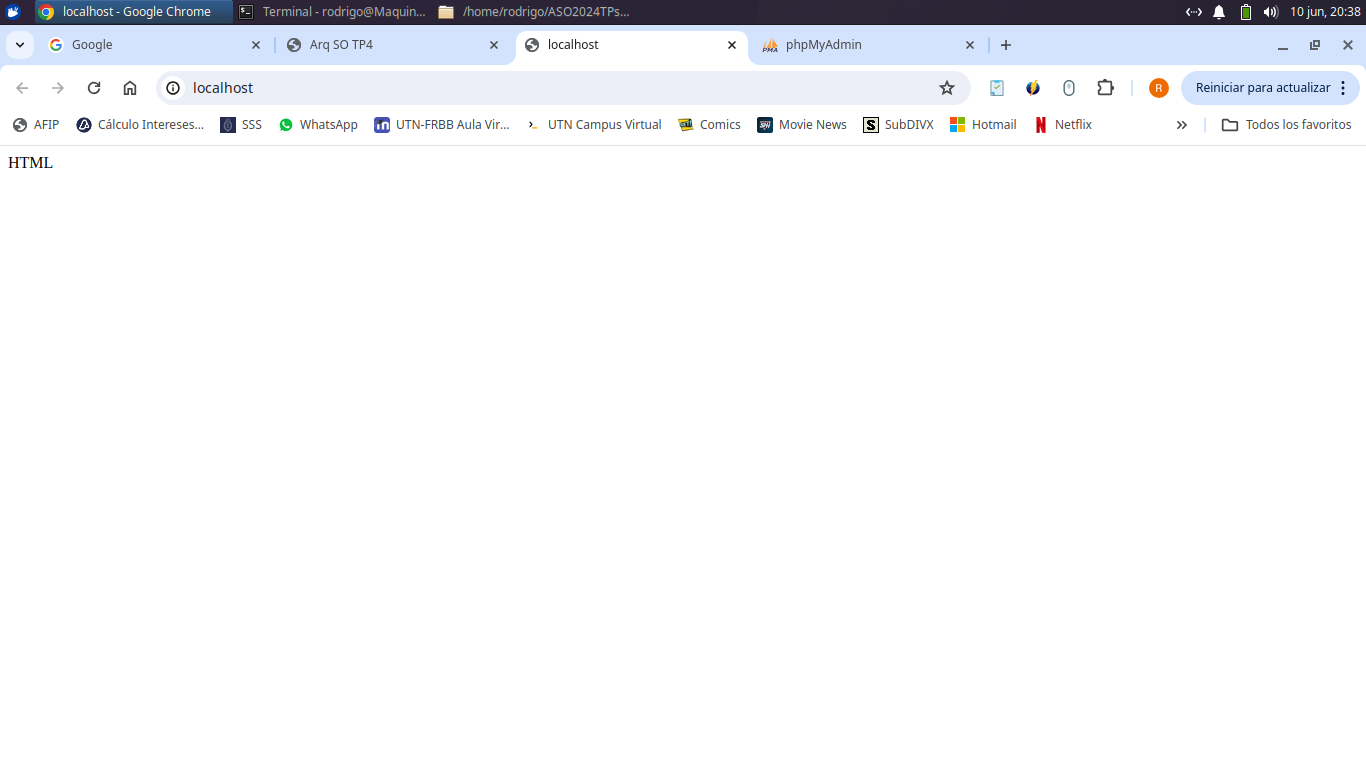 localhost - Google Chrome Terminal - rodrigo@Maquin... /home/rodrigo/ASO2024TPs... 10 jun, 20:38
Google Arq SO TP4 localhost PMA phpMyAdmin
localhost R Reiniciar para actualizar
AFIP Cálculo Intereses... SSS WhatsApp UTN-FRBB Aula Vir... UTN Campus Virtual Comics Movie News SubDIVX Hotmail Netflix Todos los favoritos
HTML